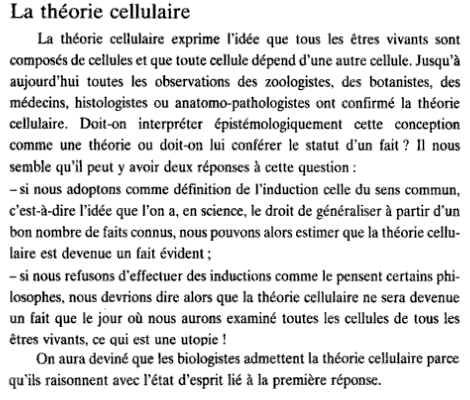 La théorie cellulaire
La théorie cellulaire exprime l'idée que tous les êtres vivants sont
composés de cellules et que toute cellule dépend d'une autre cellule. Jusqu'à
aujourd'hui toutes les observations des zoologistes, des botanistes, des
médecins, histologistes ou anatomo-pathologistes ont confirmé la théorie
cellulaire. Doit-on interpréter épistémologiquement cette conception
comme une théorie ou doit-on lui conférer le statut d'un fait ? Il nous
semble qu'il peut y avoir deux réponses à cette question :
– si nous adoptons comme définition de l'induction celle du sens commun,
c'est-à-dire l'idée que l'on a, en science, le droit de généraliser à partir d'un
bon nombre de faits connus, nous pouvons alors estimer que la théorie cellu-
laire est devenue un fait évident ;
– si nous refusons d'effectuer des inductions comme le pensent certains phi-
losophes, nous devrions dire alors que la théorie cellulaire ne sera devenue
un fait que le jour où nous aurons examiné toutes les cellules de tous les
êtres vivants, ce qui est une utopie !
On aura deviné que les biologistes admettent la théorie cellulaire parce
qu'ils raisonnent avec l'état d'esprit lié à la première réponse.